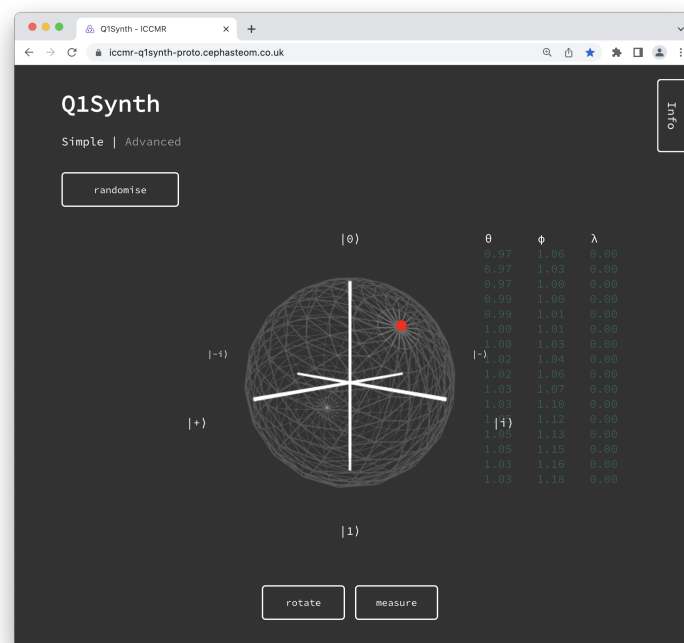 Q1Synth - ICCMR
iccmr-q1synth-proto.cephasteom.co.uk
Q1Synth
Info
Simple | Advanced
randomise
|0⟩
θ φ λ
0.97 1.06 0.00
0.97 1.03 0.00
0.97 1.00 0.00
0.99 1.00 0.00
0.99 1.01 0.00
1.00 1.01 0.00
1.00 1.03 0.00
|-i⟩ |-⟩
1.02 1.04 0.00
1.02 1.06 0.00
1.03 1.07 0.00
1.03 1.10 0.00
1.12 0.00
|+⟩ |i⟩
1.05 1.13 0.00
1.05 1.15 0.00
1.03 1.16 0.00
1.03 1.18 0.00
|1⟩
rotate measure